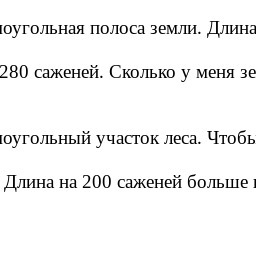 ноугольная полоса земли. Длина
280 саженей. Сколько у меня зе
ноугольный участок леса. Чтобы
Длина на 200 саженей больше